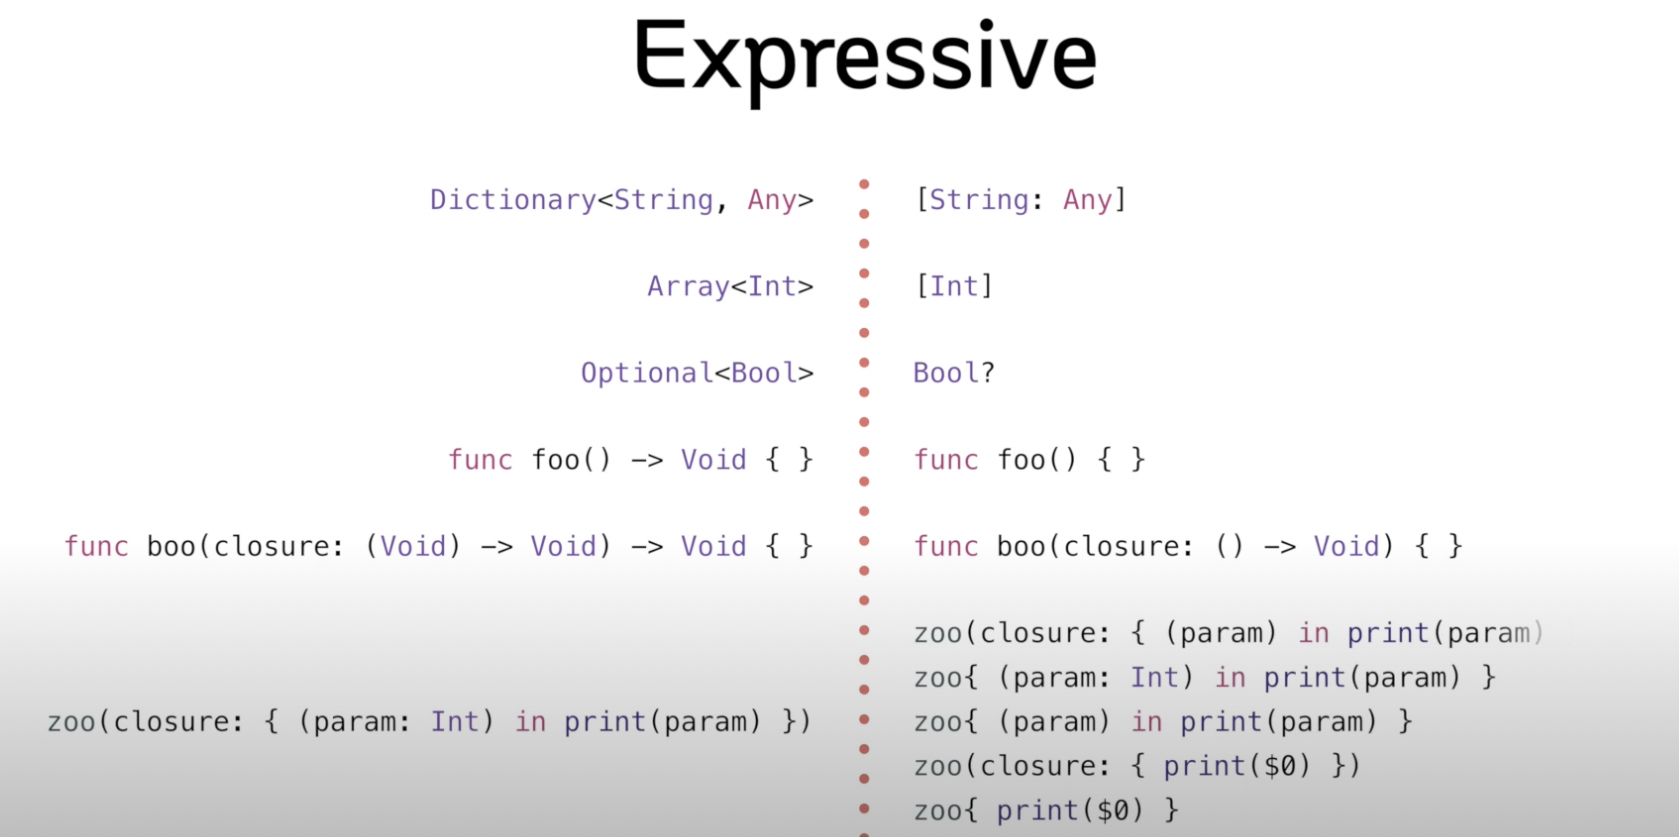 Expressive
Dictionary<String, Any>
[String: Any]
Array<Int>
[Int]
Optional<Bool>
Bool?
func foo() -> Void { }
func foo() { }
func boo(closure: (Void) -> Void) -> Void { }
func boo(closure: () -> Void) { }
zoo(closure: { (param: Int) in print(param) })
zoo(closure: { (param) in print(param)
zoo{ (param: Int) in print(param) }
zoo{ (param) in print(param) }
zoo(closure: { print($0) })
zoo{ print($0) }